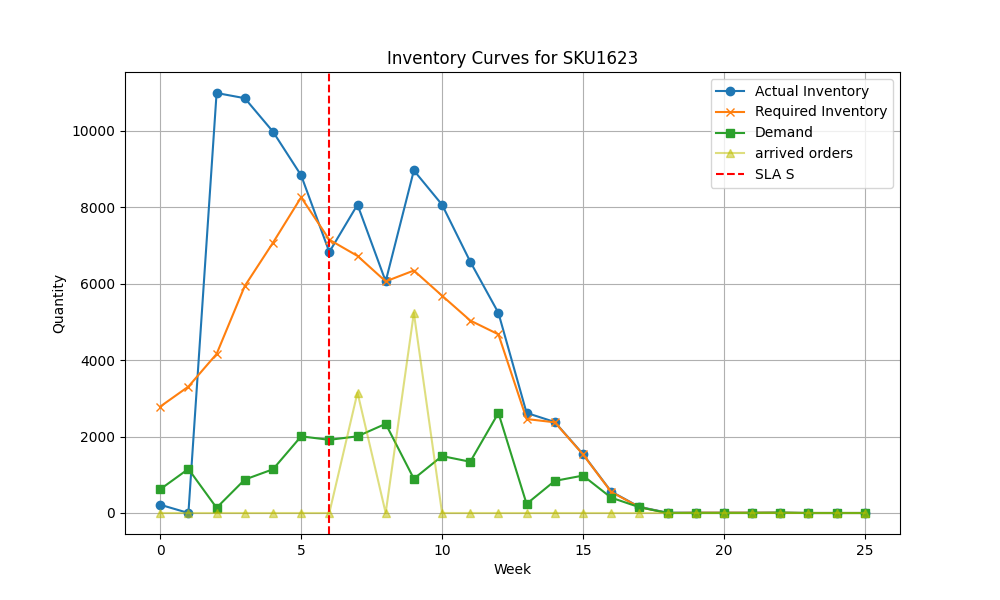 Inventory Curves for SKU1623
Actual Inventory
Required Inventory
Demand
arrived orders
SLA S
Quantity
10000
8000
6000
4000
2000
0
0 5 10 15 20 25
Week